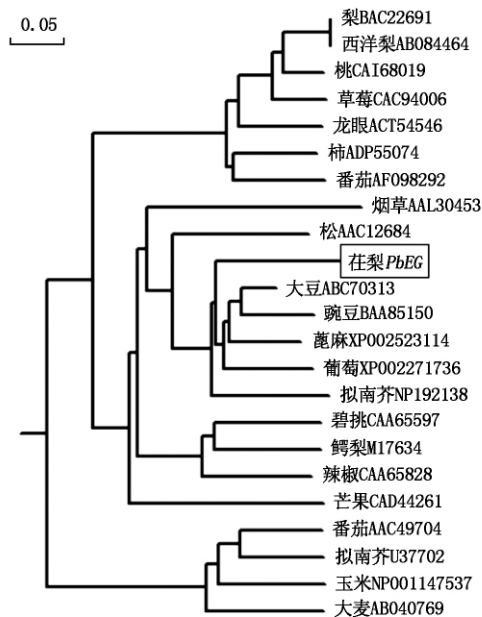 0.05
梨BAC22691
西洋梨AB084464
桃CAI68019
草莓CAC94006
龙眼ACT54546
柿ADP55074
番茄AF098292
烟草AAL30453
松AAC12684
茌梨PbEG
大豆ABC70313
豌豆BAA85150
蓖麻XP002523114
葡萄XP002271736
拟南芥NP192138
碧挑CAA65597
鳄梨M17634
辣椒CAA65828
芒果CAD44261
番茄AAC49704
拟南芥U37702
玉米NP001147537
大麦AB040769